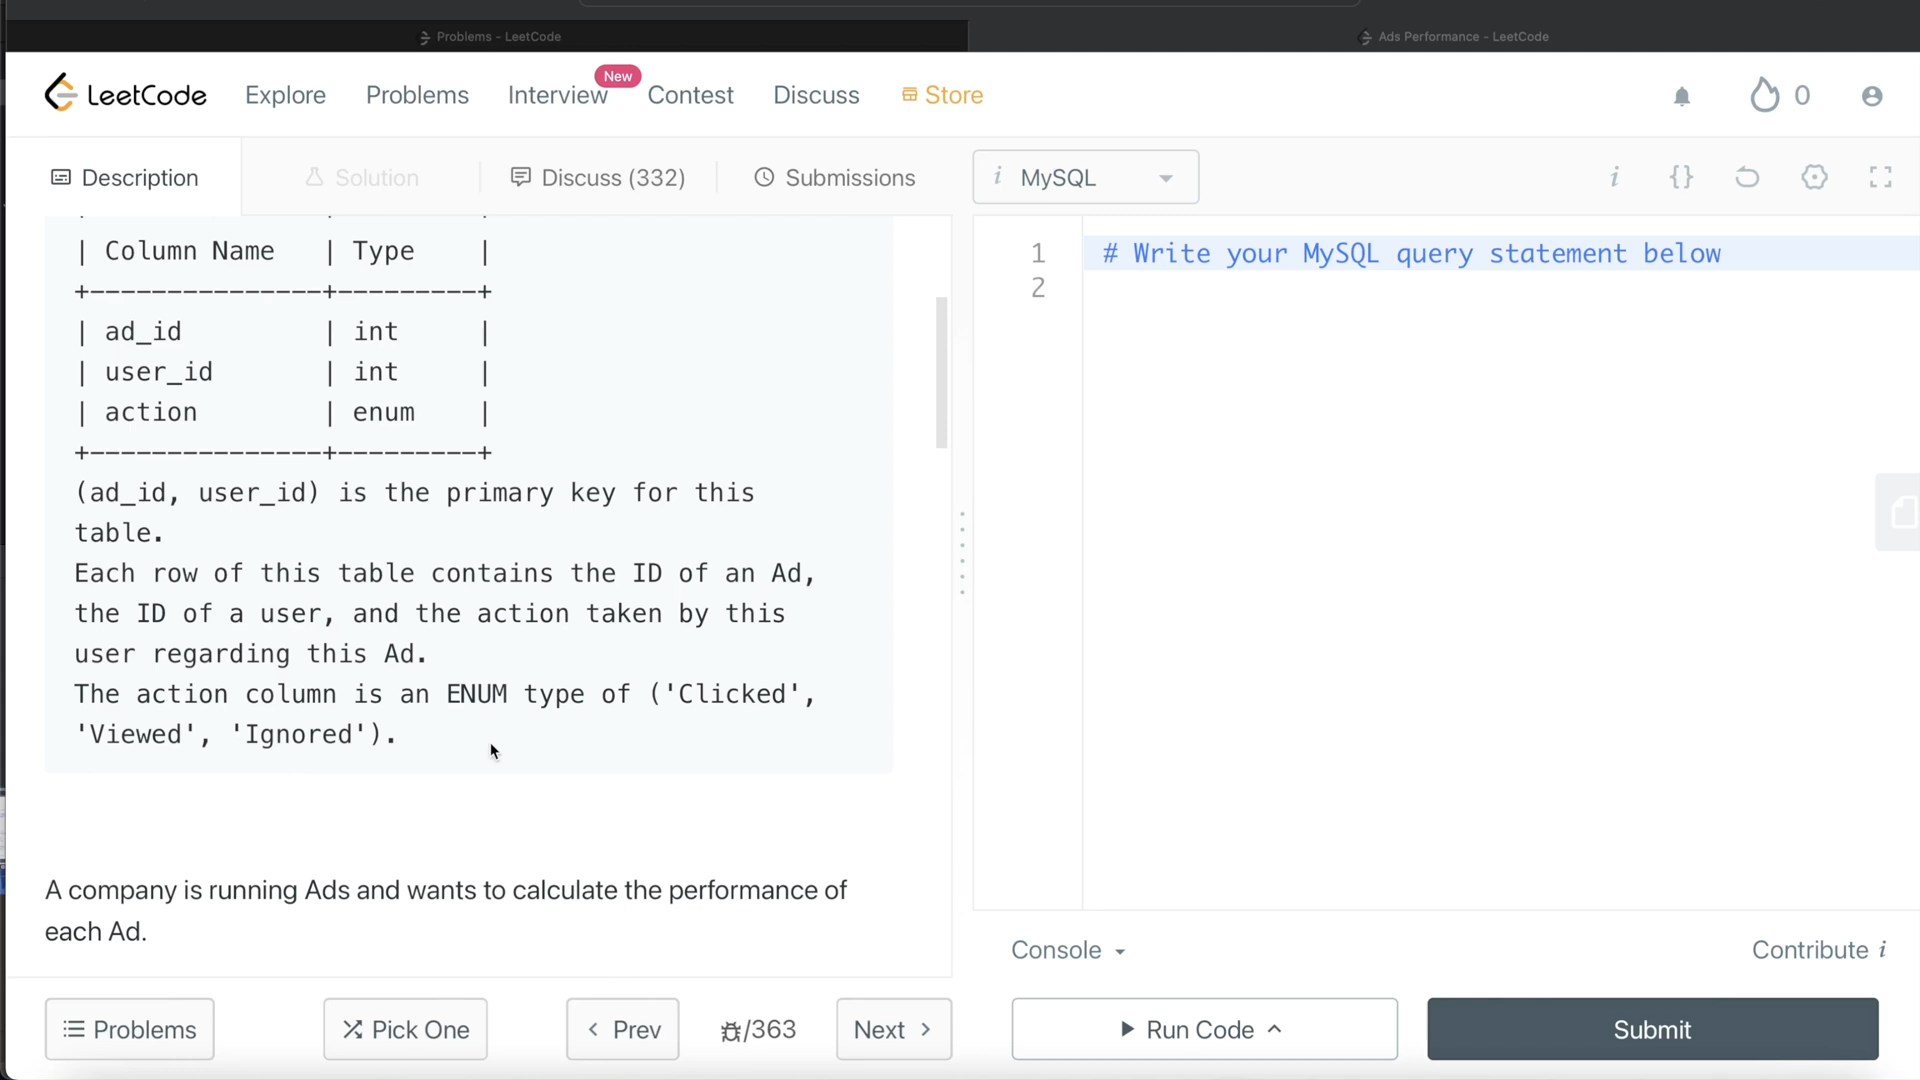 Problems - LeetCode
Ads Performance - LeetCode
LeetCode Explore Problems Interview New Contest Discuss Store 0
Description Solution Discuss (332) Submissions i MySQL i {}
| Column Name | Type |
+---------------+---------+
| ad_id | int |
| user_id | int |
| action | enum |
+---------------+---------+
(ad_id, user_id) is the primary key for this
table.
Each row of this table contains the ID of an Ad,
the ID of a user, and the action taken by this
user regarding this Ad.
The action column is an ENUM type of ('Clicked',
'Viewed', 'Ignored').
A company is running Ads and wants to calculate the performance of
each Ad.
1 # Write your MySQL query statement below
2
Console Contribute i
Problems Pick One Prev /363 Next Run Code Submit